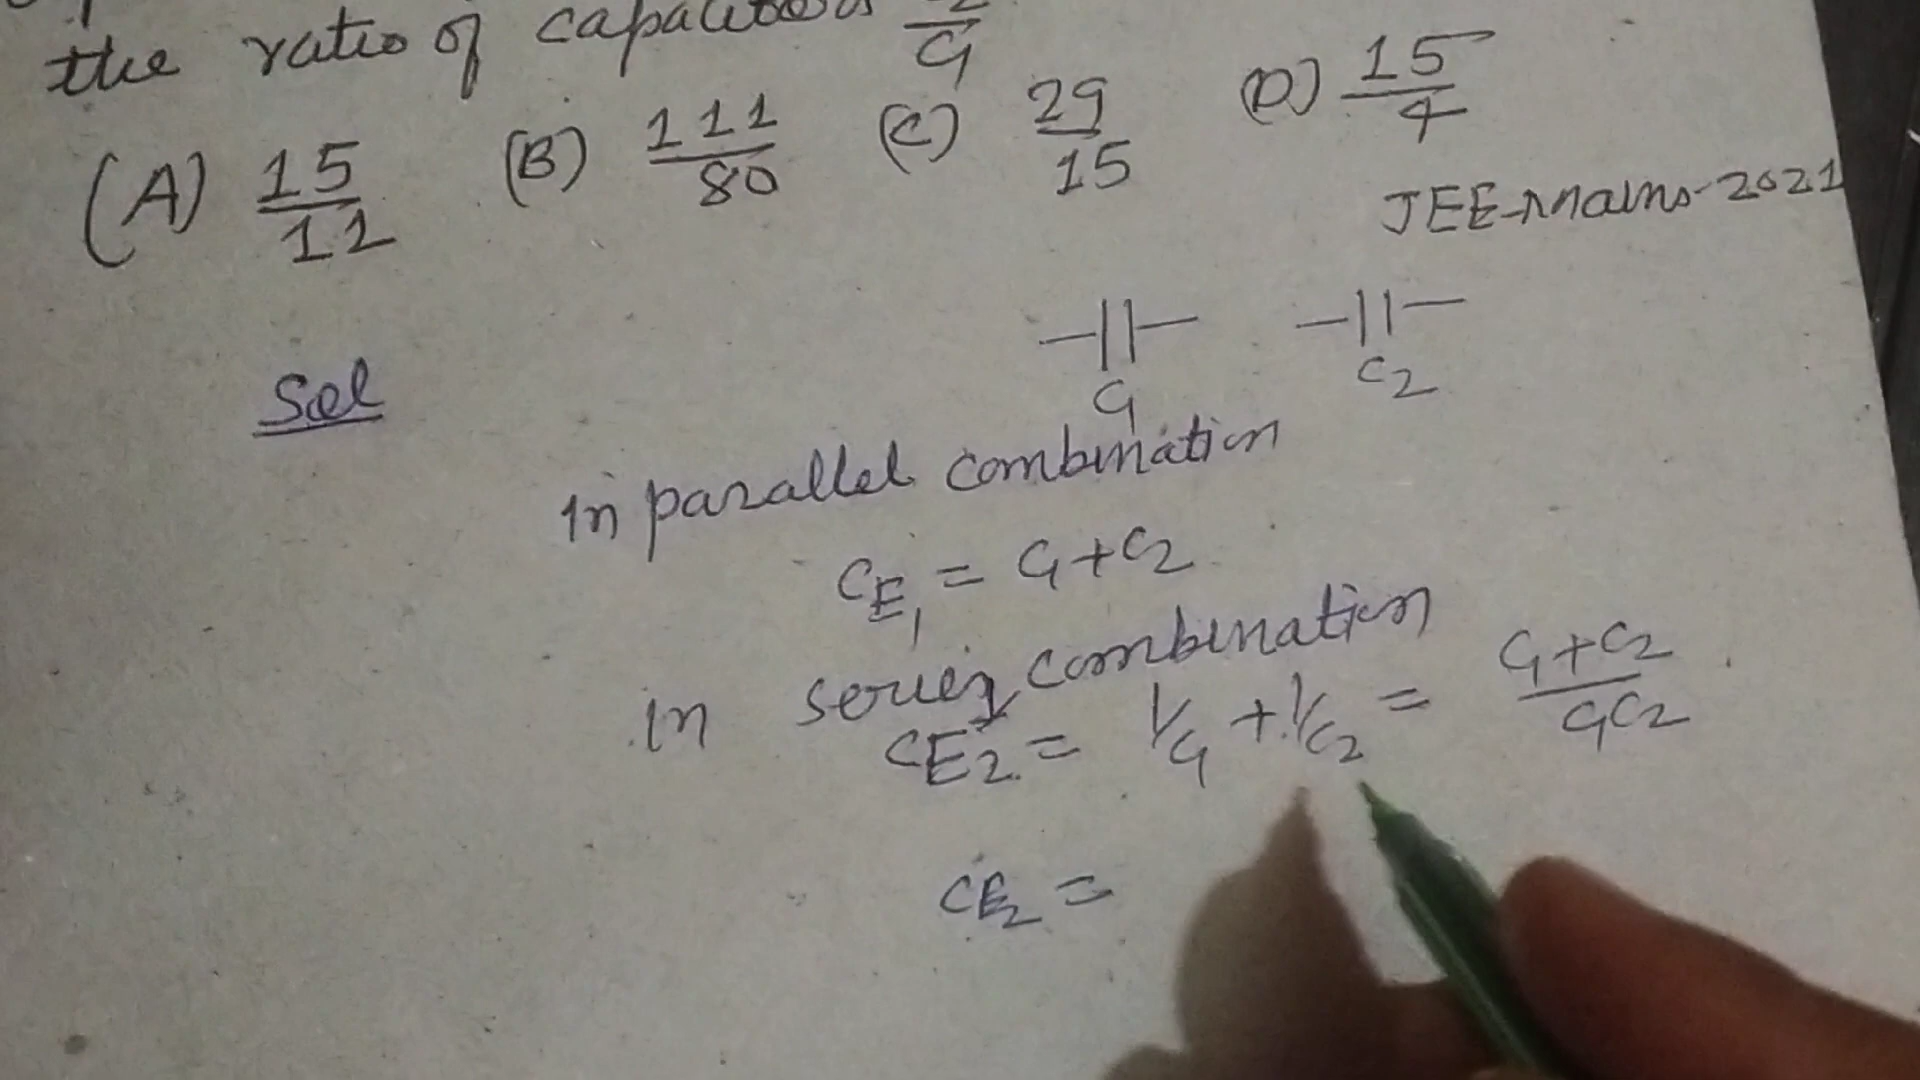 the ratio of capacitors C2/C1
(A) 15/11 (B) 111/80 (C) 29/15 (D) 15/4
JEE-mains-2021
C1 C2
Sol
in parallel combination
CE1 = C1+C2
in series combination
CE2 = 1/C1 + 1/C2 = C1+C2/C1C2
CE2 =